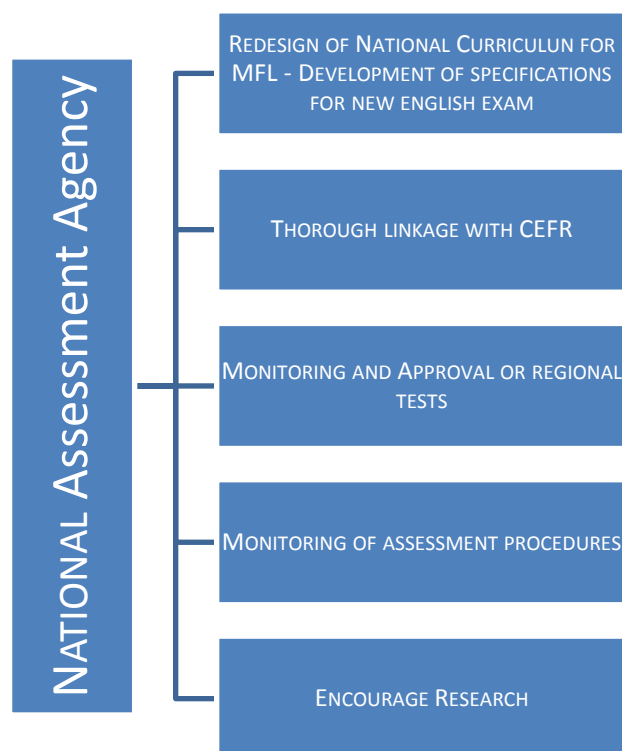 NATIONAL Assessment Agency
REDESIGN OF NATIONAL CURRICULUN FOR
MFL - DEVELOPMENT OF SPECIFICATIONS
FOR NEW ENGLISH EXAM
THOROUGH LINKAGE WITH CEFR
MONITORING AND APPROVAL OR REGIONAL
TESTS
MONITORING OF ASSESSMENT PROCEDURES
ENCOURAGE RESEARCH